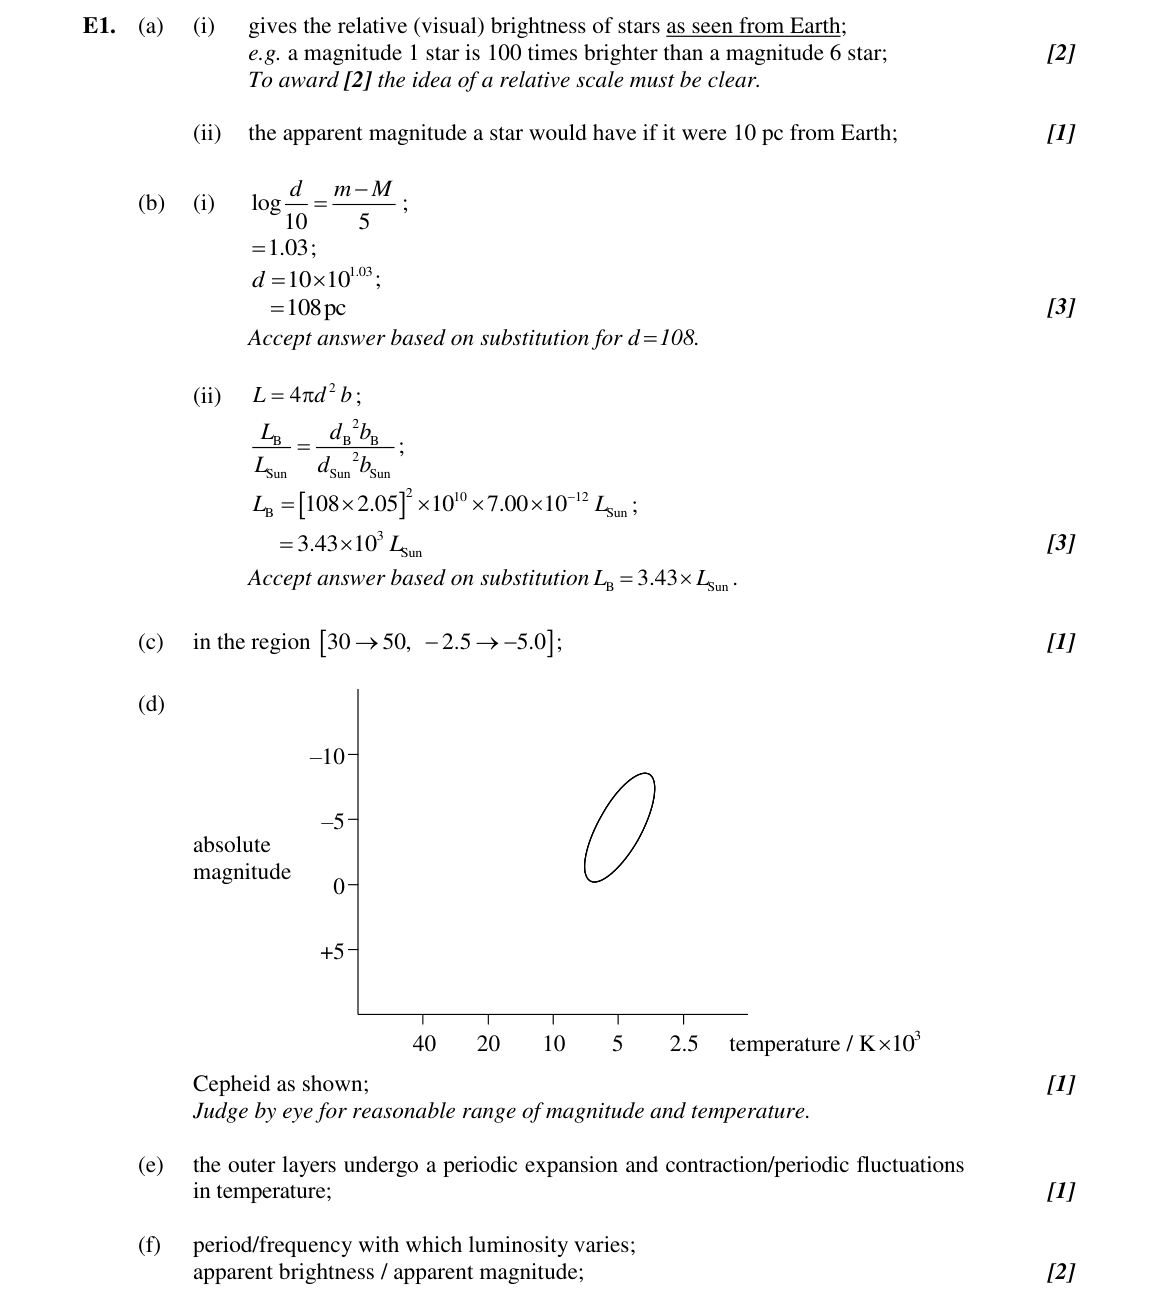 E1. (a) (i) gives the relative (visual) brightness of stars as seen from Earth;
e.g. a magnitude 1 star is 100 times brighter than a magnitude 6 star; [2]
To award [2] the idea of a relative scale must be clear.
(ii) the apparent magnitude a star would have if it were 10 pc from Earth; [1]
(b) (i) log d/10 = m − M/5 ;
= 1.03;
d = 10×10^1.03 ;
= 108 pc [3]
Accept answer based on substitution for d = 108.
(ii) L = 4πd² b ;
L_B/L_Sun = d_B² b_B/d_Sun² b_Sun ;
L_B = [108 × 2.05]² × 10^10 × 7.00 × 10^−12 L_Sun ;
= 3.43 × 10³ L_Sun [3]
Accept answer based on substitution L_B = 3.43 × L_Sun .
(c) in the region [30 → 50, −2.5 → −5.0]; [1]
(d)
−10
−5
absolute
magnitude
0
+5
40 20 10 5 2.5 temperature / K×10³
Cepheid as shown; [1]
Judge by eye for reasonable range of magnitude and temperature.
(e) the outer layers undergo a periodic expansion and contraction/periodic fluctuations
in temperature; [1]
(f) period/frequency with which luminosity varies;
apparent brightness / apparent magnitude; [2]